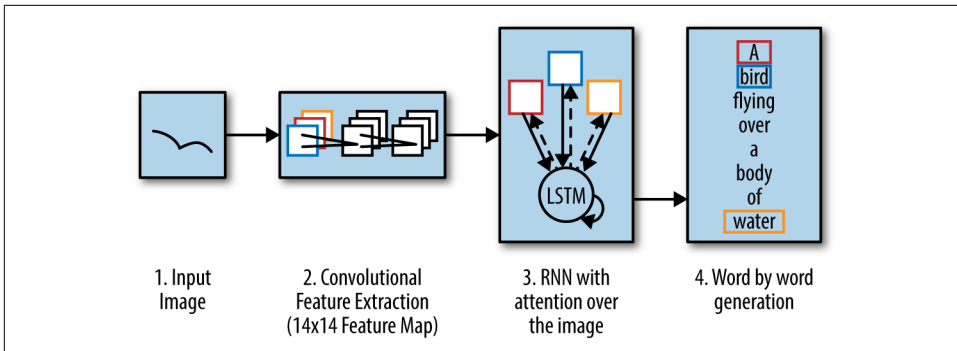 LSTM
A
bird
flying
over
a
body
of
water
1. Input
Image
2. Convolutional
Feature Extraction
(14x14 Feature Map)
3. RNN with
attention over
the image
4. Word by word
generation